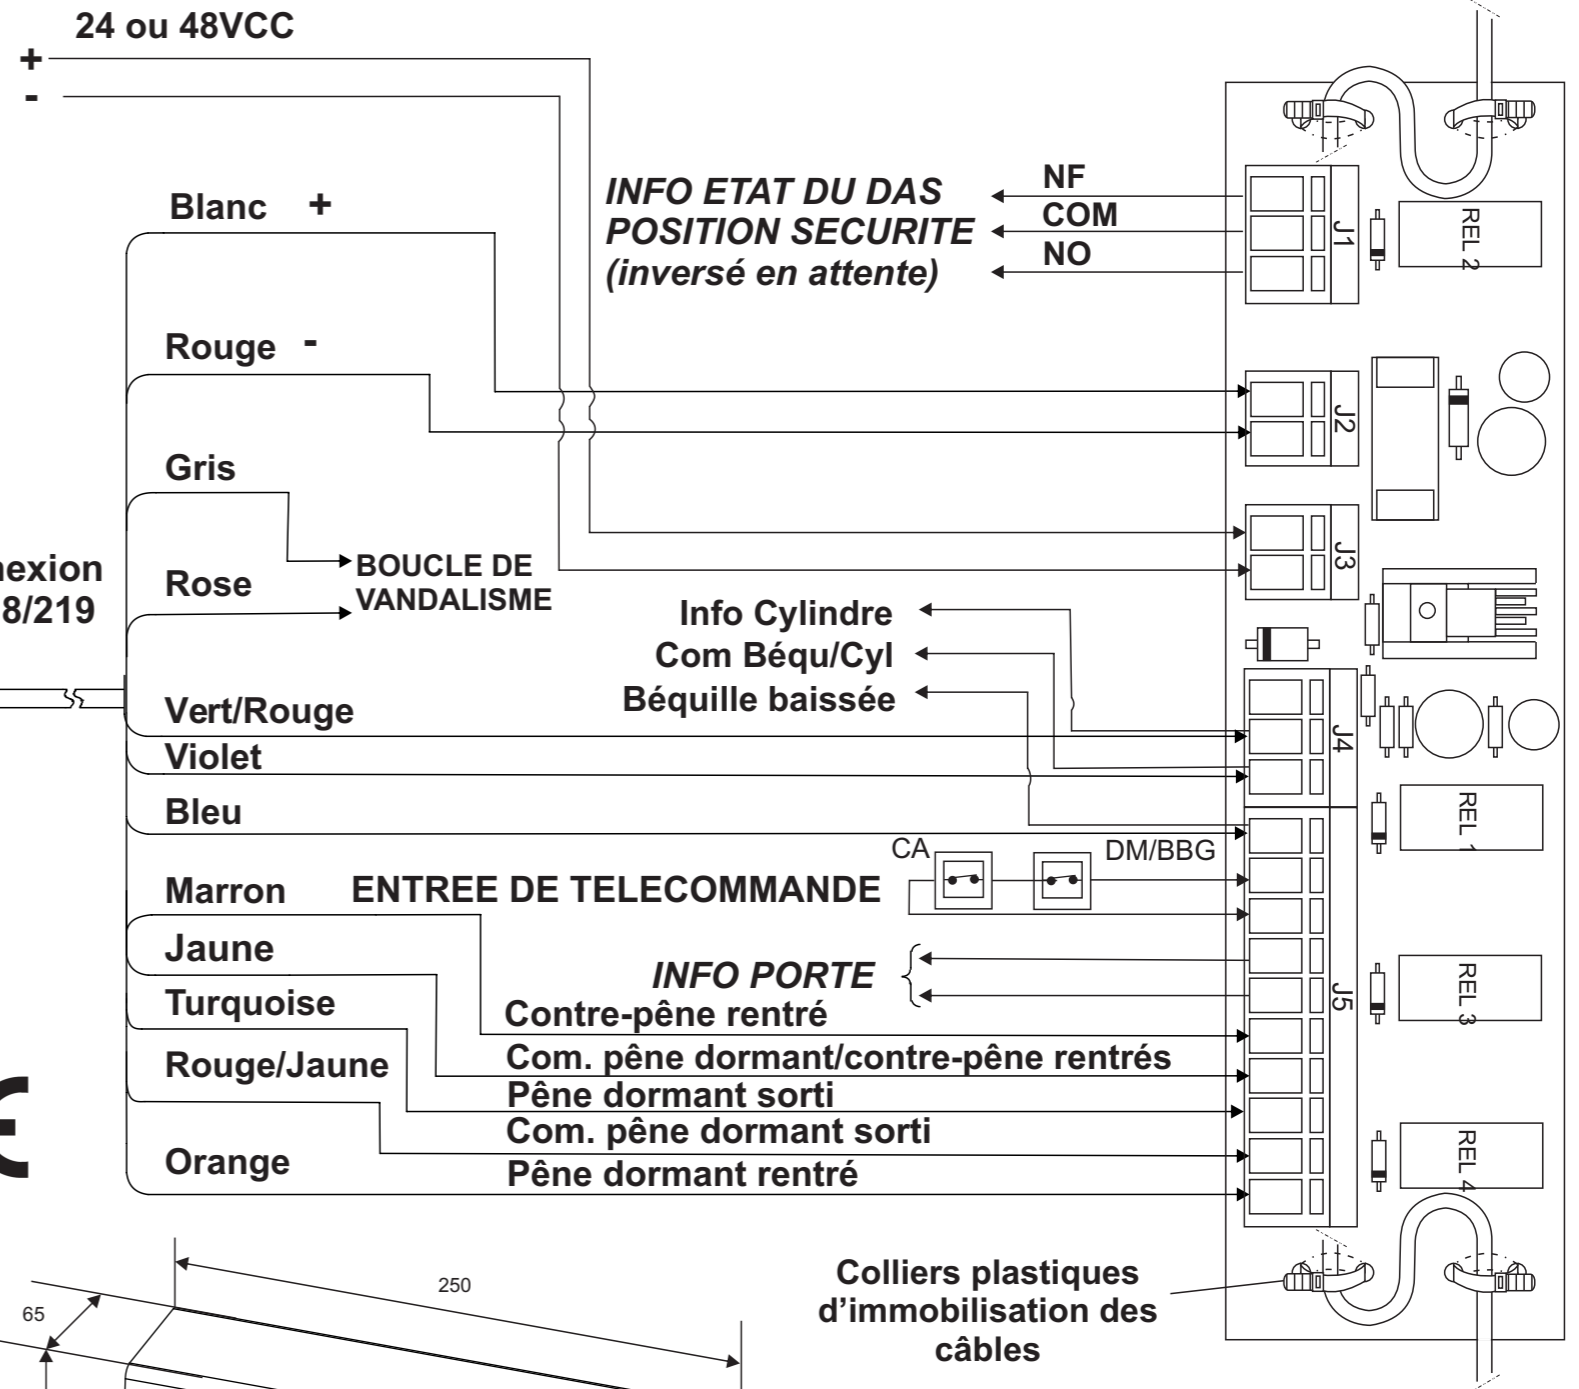 24 ou 48VCC
+
-
Blanc +
INFO ETAT DU DAS
POSITION SECURITE
(inversé en attente)
NF
COM
NO
J1
REL 2
Rouge -
J2
Gris
BOUCLE DE
VANDALISME
J3
nexion
8/219
Rose
Info Cylindre
Com Béqu/Cyl
Béquille baissée
Vert/Rouge
J4
Violet
Bleu
REL 1
CA
DM/BBG
Marron
ENTREE DE TELECOMMANDE
Jaune
INFO PORTE
J5
REL 3
Turquoise
Contre-pêne rentré
Rouge/Jaune
Com. pêne dormant/contre-pêne rentrés
Pêne dormant sorti
Com. pêne dormant sorti
Orange
Pêne dormant rentré
REL 4
250
65
Colliers plastiques
d’immobilisation des
câbles